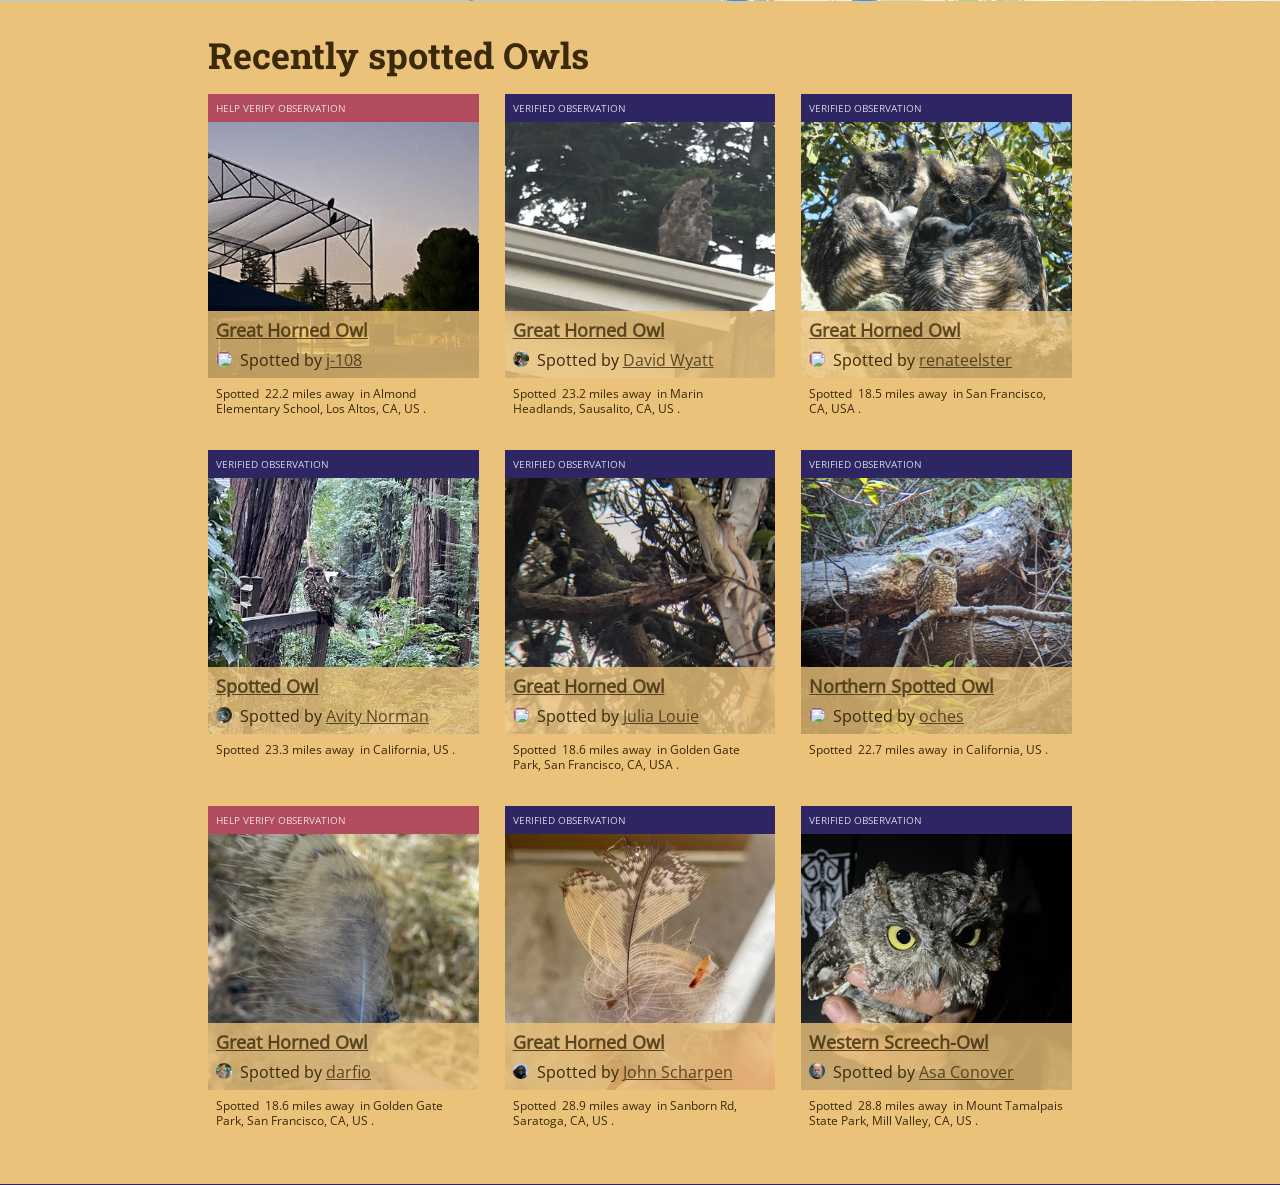 Recently spotted Owls
HELP VERIFY OBSERVATION
Great Horned Owl
Spotted by j-108
Spotted 22.2 miles away in Almond
Elementary School, Los Altos, CA, US .
VERIFIED OBSERVATION
Great Horned Owl
Spotted by David Wyatt
Spotted 23.2 miles away in Marin
Headlands, Sausalito, CA, US .
VERIFIED OBSERVATION
Great Horned Owl
Spotted by renateelster
Spotted 18.5 miles away in San Francisco,
CA, USA .
VERIFIED OBSERVATION
Spotted Owl
Spotted by Avity Norman
Spotted 23.3 miles away in California, US .
VERIFIED OBSERVATION
Great Horned Owl
Spotted by Julia Louie
Spotted 18.6 miles away in Golden Gate
Park, San Francisco, CA, USA .
VERIFIED OBSERVATION
Northern Spotted Owl
Spotted by oches
Spotted 22.7 miles away in California, US .
HELP VERIFY OBSERVATION
Great Horned Owl
Spotted by darfio
Spotted 18.6 miles away in Golden Gate
Park, San Francisco, CA, US .
VERIFIED OBSERVATION
Great Horned Owl
Spotted by John Scharpen
Spotted 28.9 miles away in Sanborn Rd,
Saratoga, CA, US .
VERIFIED OBSERVATION
Western Screech-Owl
Spotted by Asa Conover
Spotted 28.8 miles away in Mount Tamalpais
State Park, Mill Valley, CA, US .